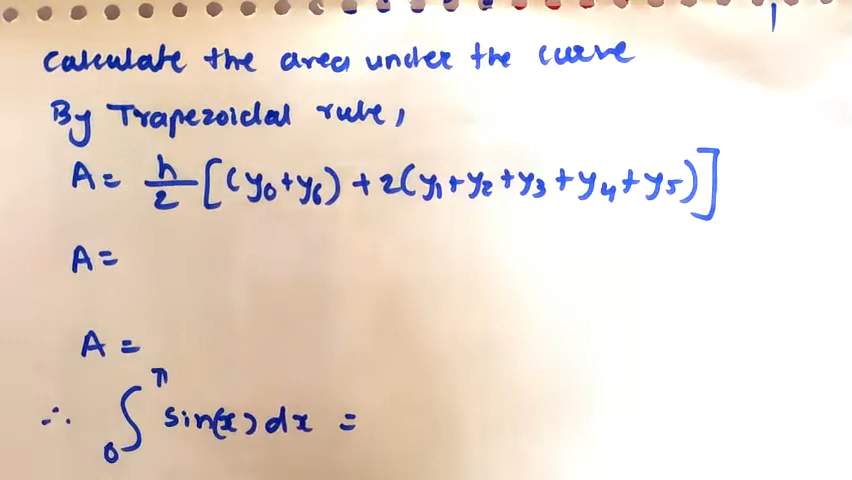 Calculate the area under the curve
By Trapezoidal rule,
A = h/2 [(y₀+y₆) + 2(y₁+y₂+y₃+y₄+y₅)]
A =
A =
∴ ∫₀^π sin(x) dx =